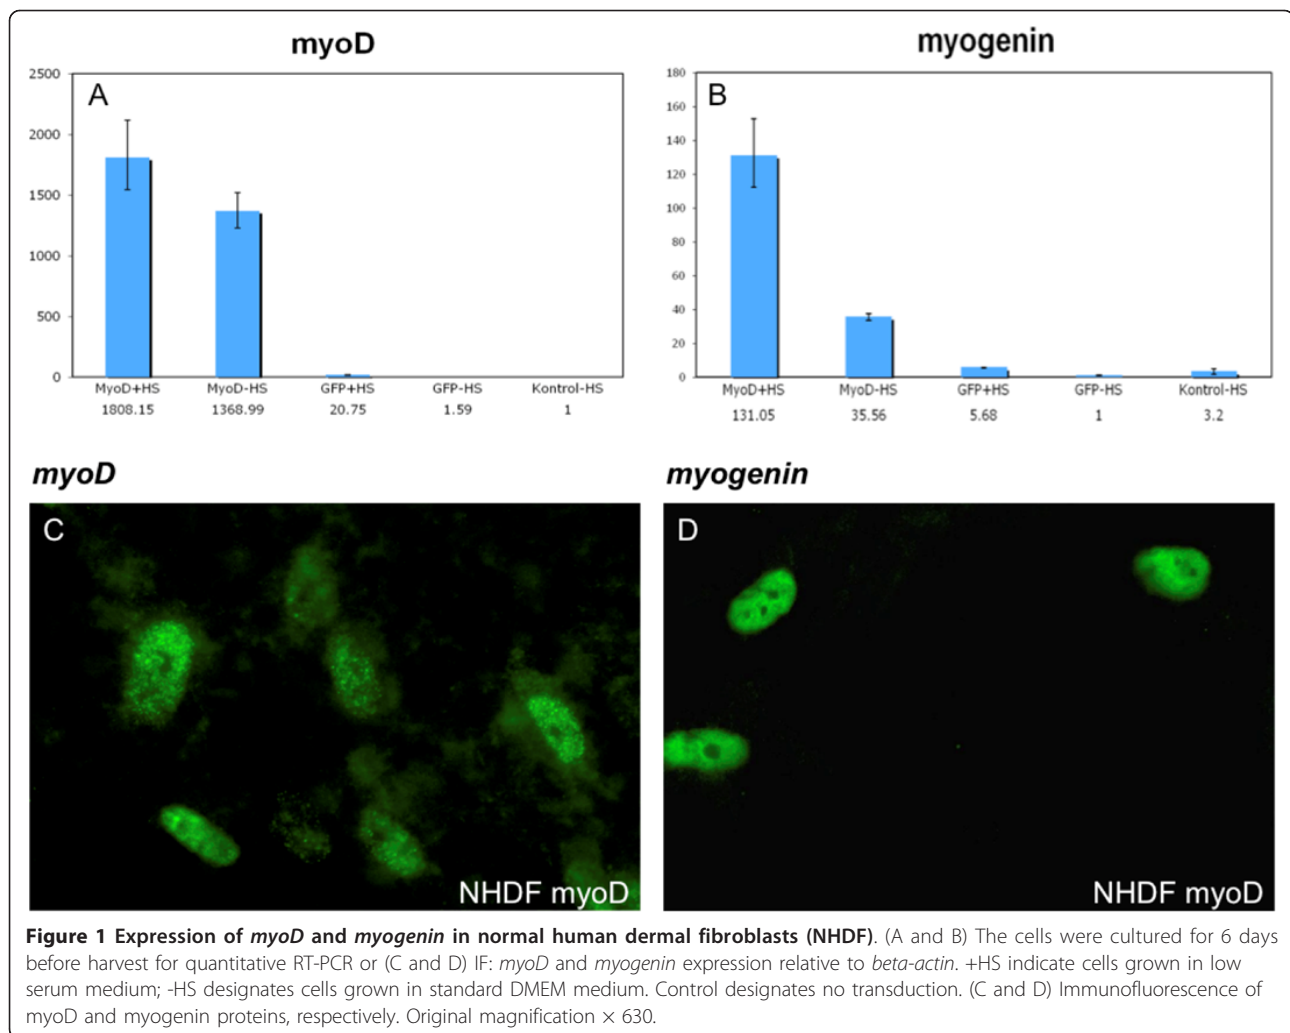 myoD
myogenin
A
2500
2000
1500
1000
500
0
MyoD+HS MyoD-HS GFP+HS GFP-HS Kontrol-HS
1808.15 1368.99 20.75 1.59 1
B
180
160
140
120
100
80
60
40
20
0
MyoD+HS MyoD-HS GFP+HS GFP-HS Kontrol-HS
131.05 35.56 5.68 1 3.2
myoD
myogenin
C
NHDF myoD
D
NHDF myoD
Figure 1 Expression of myoD and myogenin in normal human dermal fibroblasts (NHDF). (A and B) The cells were cultured for 6 days
before harvest for quantitative RT-PCR or (C and D) IF: myoD and myogenin expression relative to beta-actin. +HS indicate cells grown in low
serum medium; -HS designates cells grown in standard DMEM medium. Control designates no transduction. (C and D) Immunofluorescence of
myoD and myogenin proteins, respectively. Original magnification × 630.